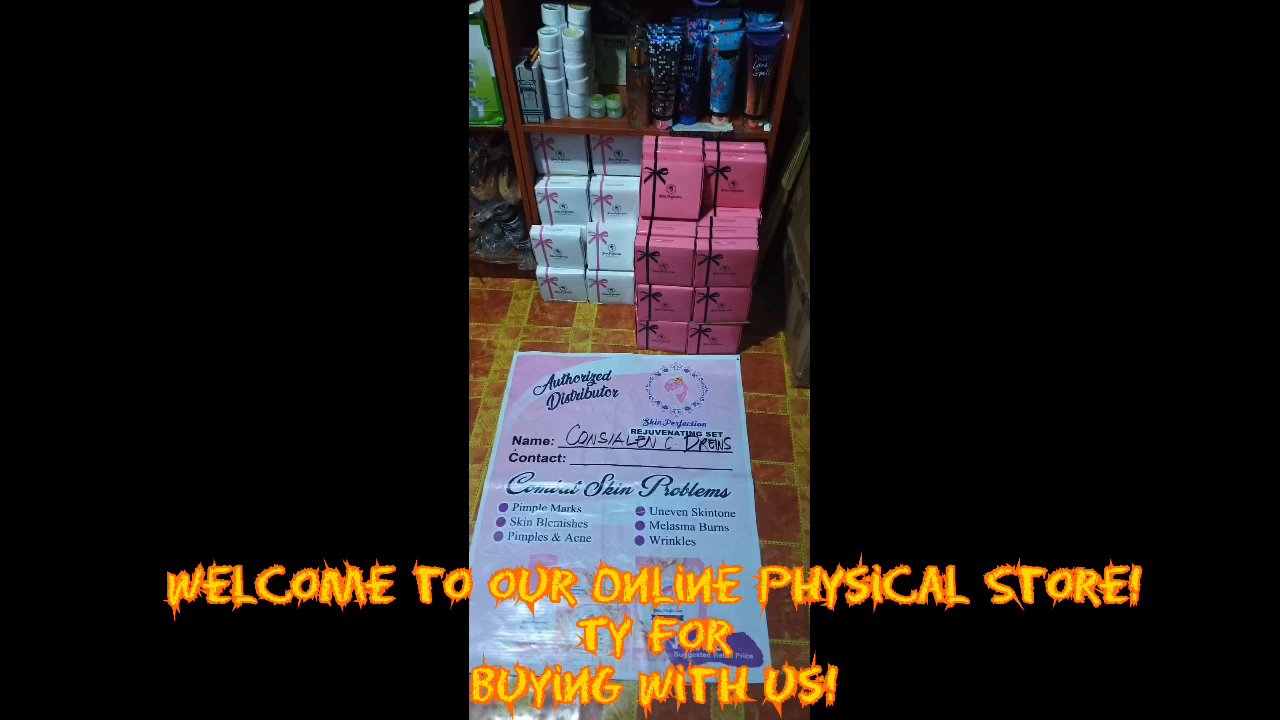 Love Spell
Authorized
Distributor
Skin Perfection
REJUVENATING SET
Name: CONSIALEN C. DREWS
Contact:
Combat Skin Problems
Pimple Marks
Skin Blemishes
Pimples & Acne
Uneven Skintone
Melasma Burns
Wrinkles
Suggested Retail Price
WELCOME TO OUR ONLINE PHYSICAL STORE!
TY FOR
BUYING WITH US!